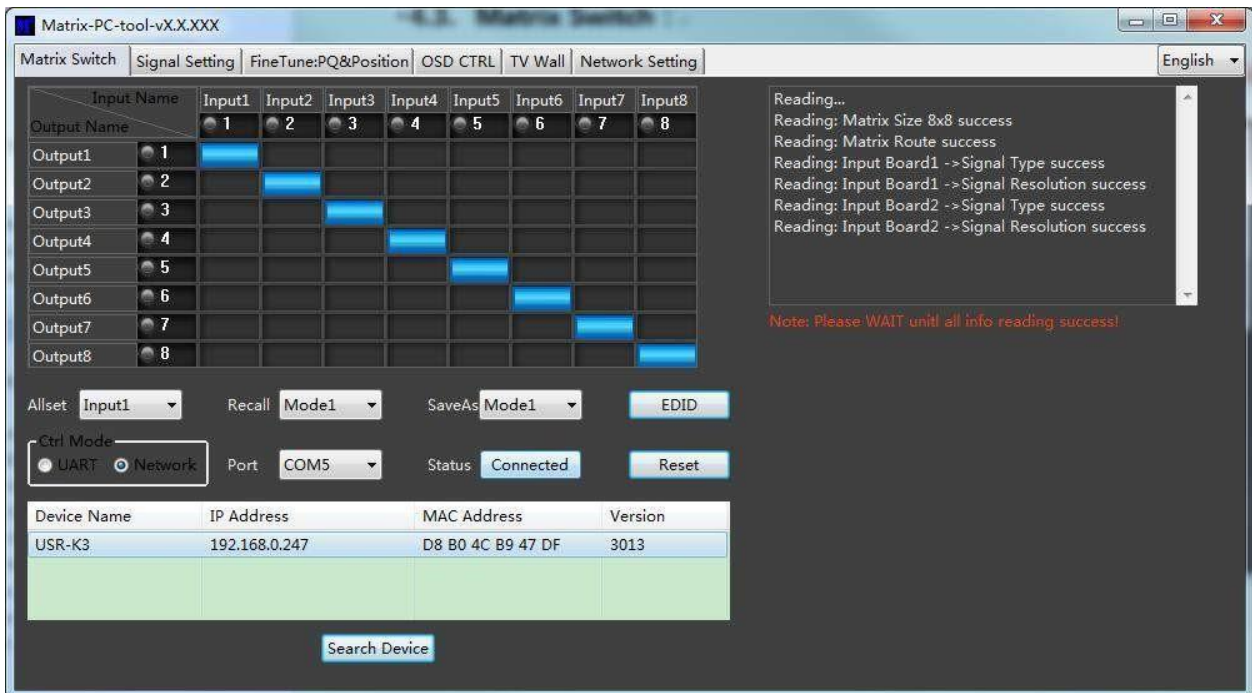 4.3. Matrix Switch :
Matrix-PC-tool-vX.X.XXX
Matrix Switch Signal Setting FineTune:PQ&Position OSD CTRL TV Wall Network Setting English
Input Name Input1 Input2 Input3 Input4 Input5 Input6 Input7 Input8
Output Name 1 2 3 4 5 6 7 8
Output1 1
Output2 2
Output3 3
Output4 4
Output5 5
Output6 6
Output7 7
Output8 8
Reading...
Reading: Matrix Size 8x8 success
Reading: Matrix Route success
Reading: Input Board1 ->Signal Type success
Reading: Input Board1 ->Signal Resolution success
Reading: Input Board2 ->Signal Type success
Reading: Input Board2 ->Signal Resolution success
Note: Please WAIT unitl all info reading success!
Allset Input1 Recall Mode1 SaveAs Mode1 EDID
Ctrl Mode
UART Network Port COM5 Status Connected Reset
Device Name IP Address MAC Address Version
USR-K3 192.168.0.247 D8 B0 4C B9 47 DF 3013
Search Device